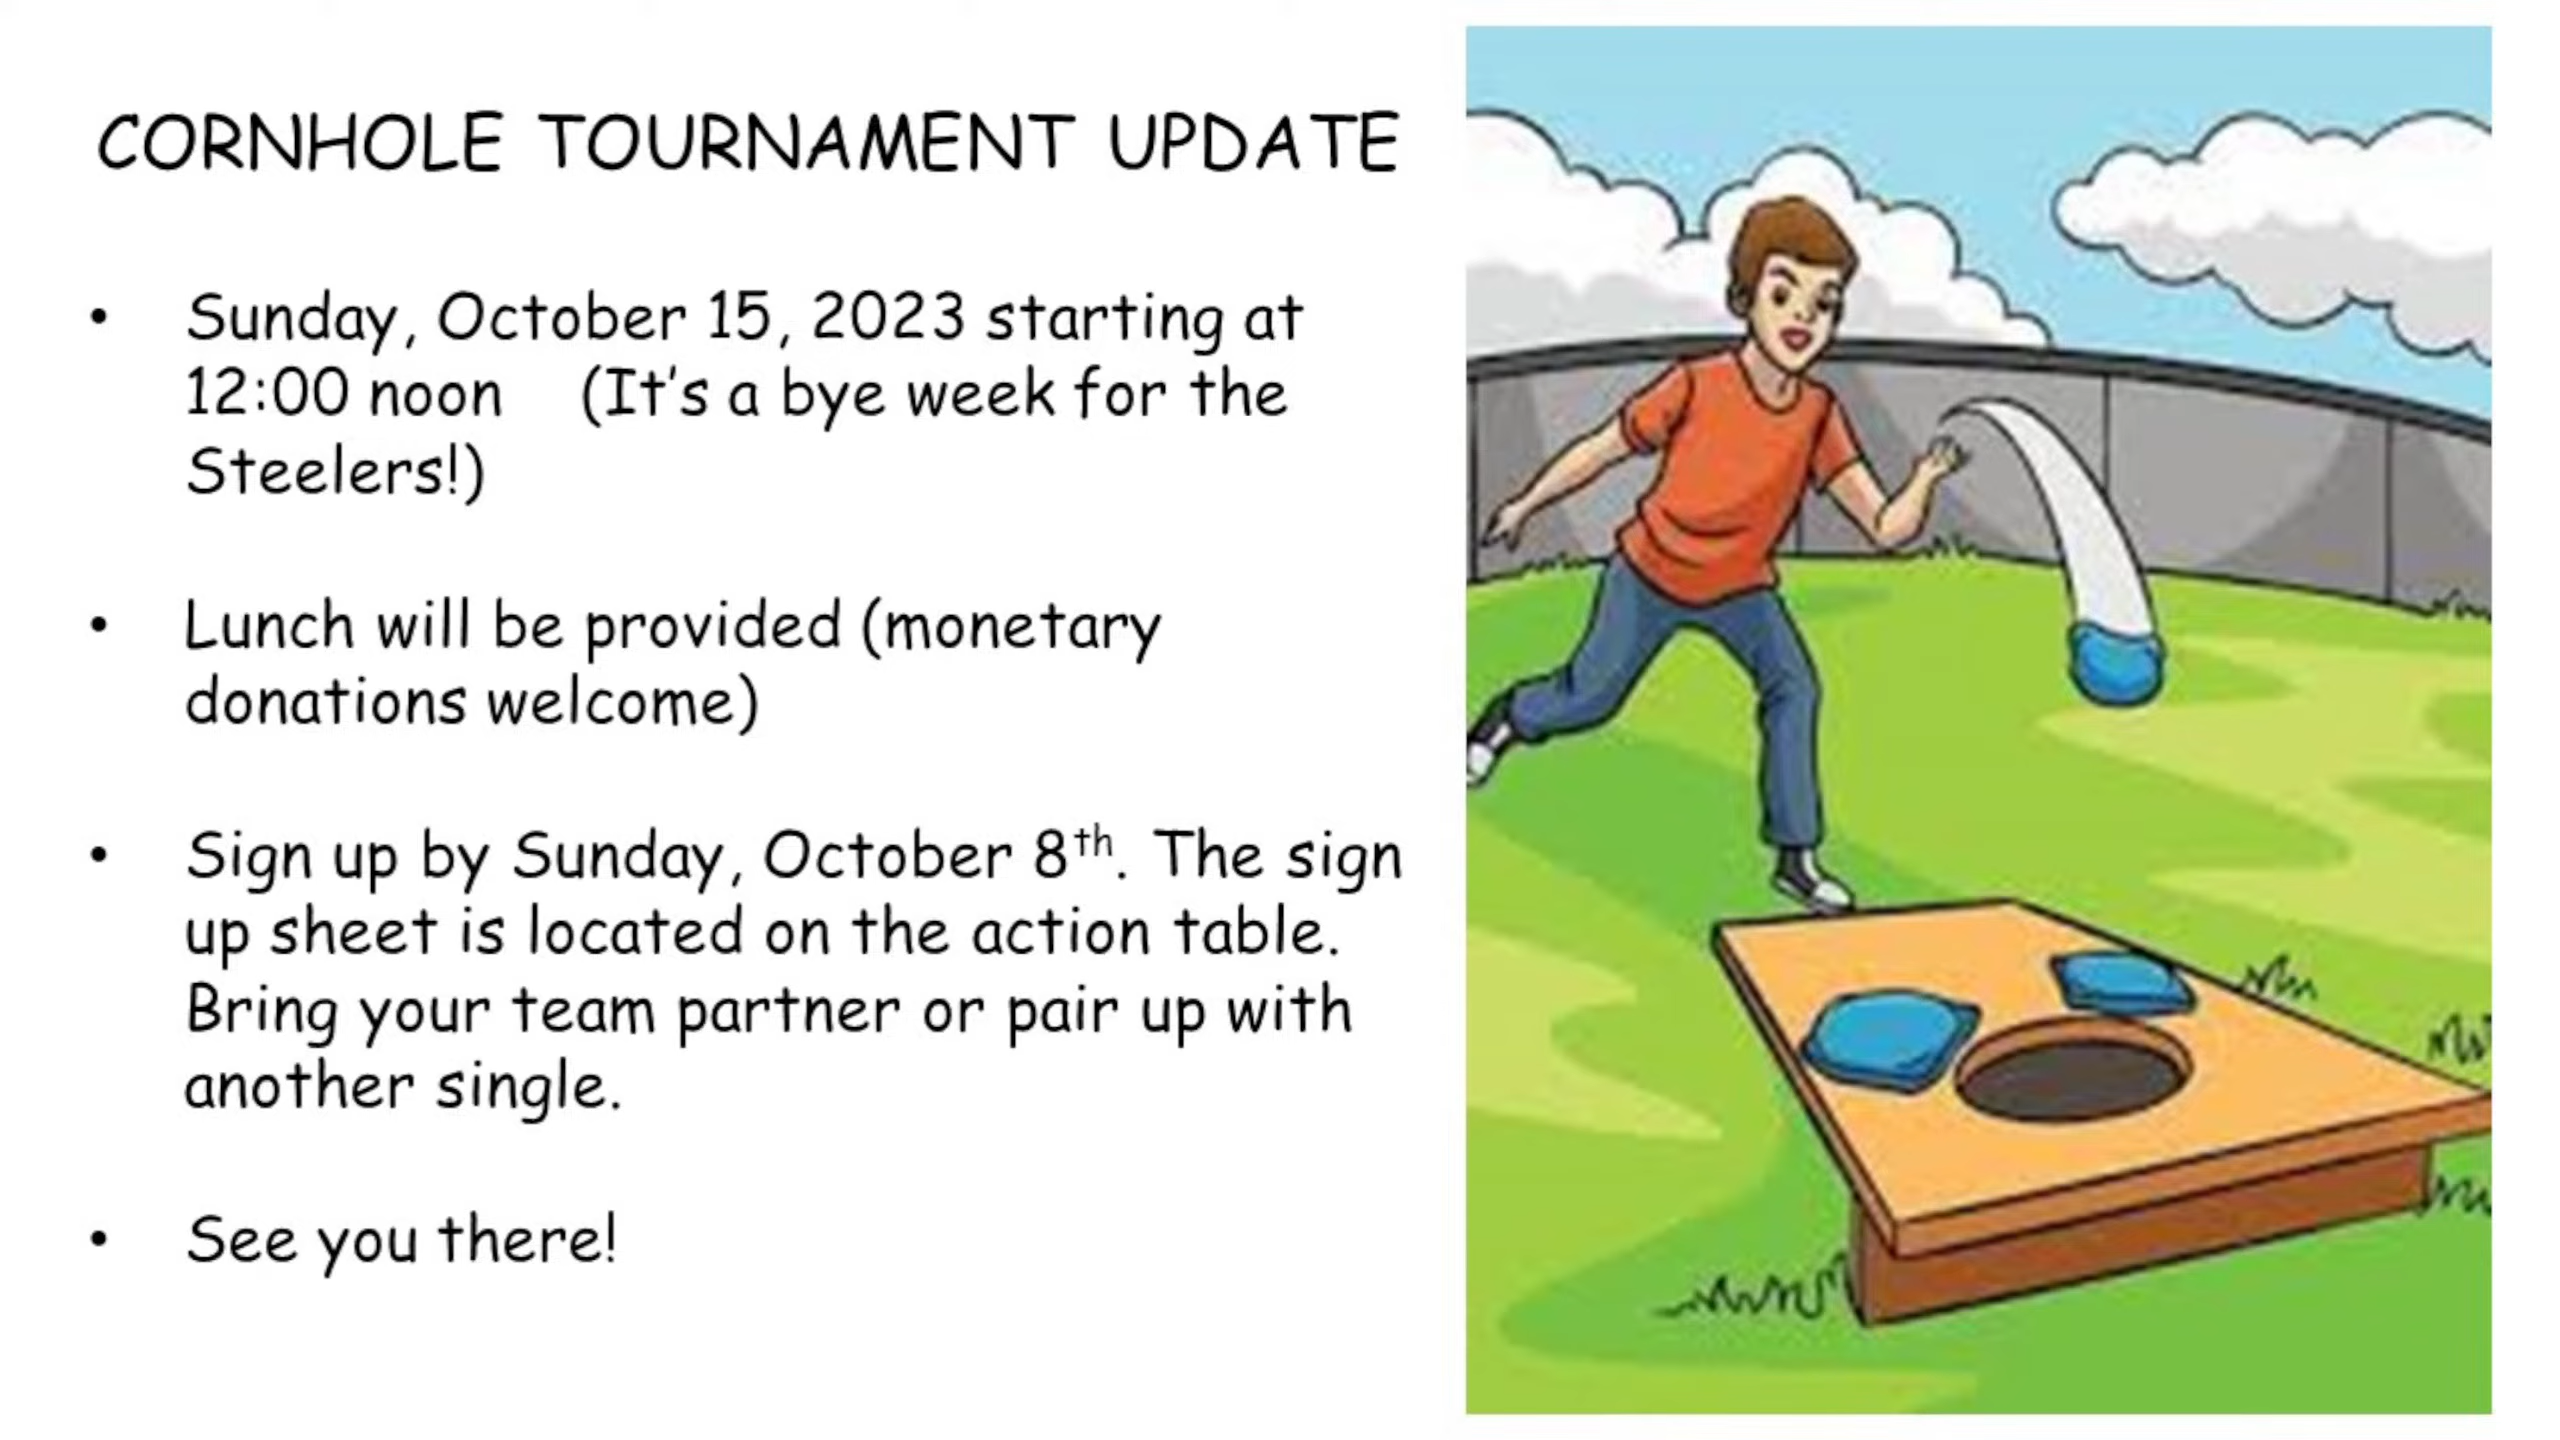 CORNHOLE TOURNAMENT UPDATE
• Sunday, October 15, 2023 starting at
12:00 noon (It's a bye week for the
Steelers!)
• Lunch will be provided (monetary
donations welcome)
• Sign up by Sunday, October 8th. The sign
up sheet is located on the action table.
Bring your team partner or pair up with
another single.
• See you there!